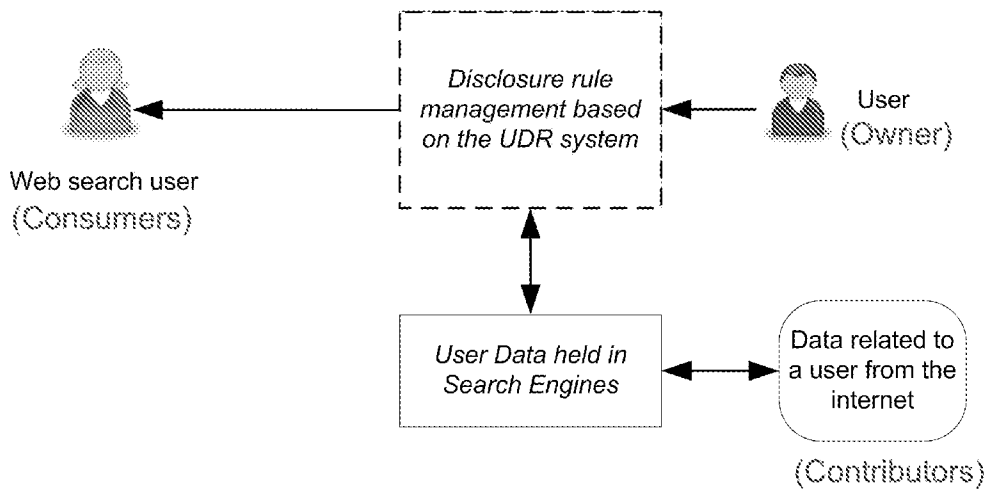 Disclosure rule
management based
on the UDR system
User
(Owner)
Web search user
(Consumers)
User Data held in
Search Engines
Data related to
a user from the
internet
(Contributors)